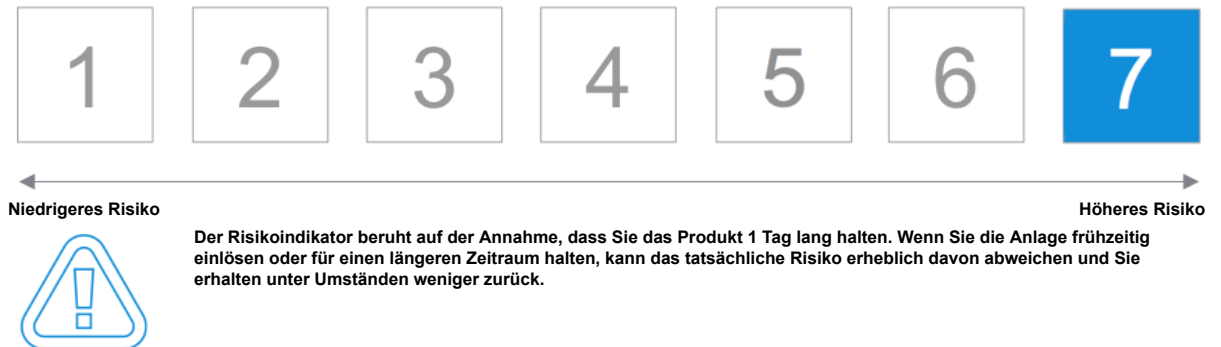 1 2 3 4 5 6 7
Niedrigeres Risiko Höheres Risiko
Der Risikoindikator beruht auf der Annahme, dass Sie das Produkt 1 Tag lang halten. Wenn Sie die Anlage frühzeitig
einlösen oder für einen längeren Zeitraum halten, kann das tatsächliche Risiko erheblich davon abweichen und Sie
erhalten unter Umständen weniger zurück.